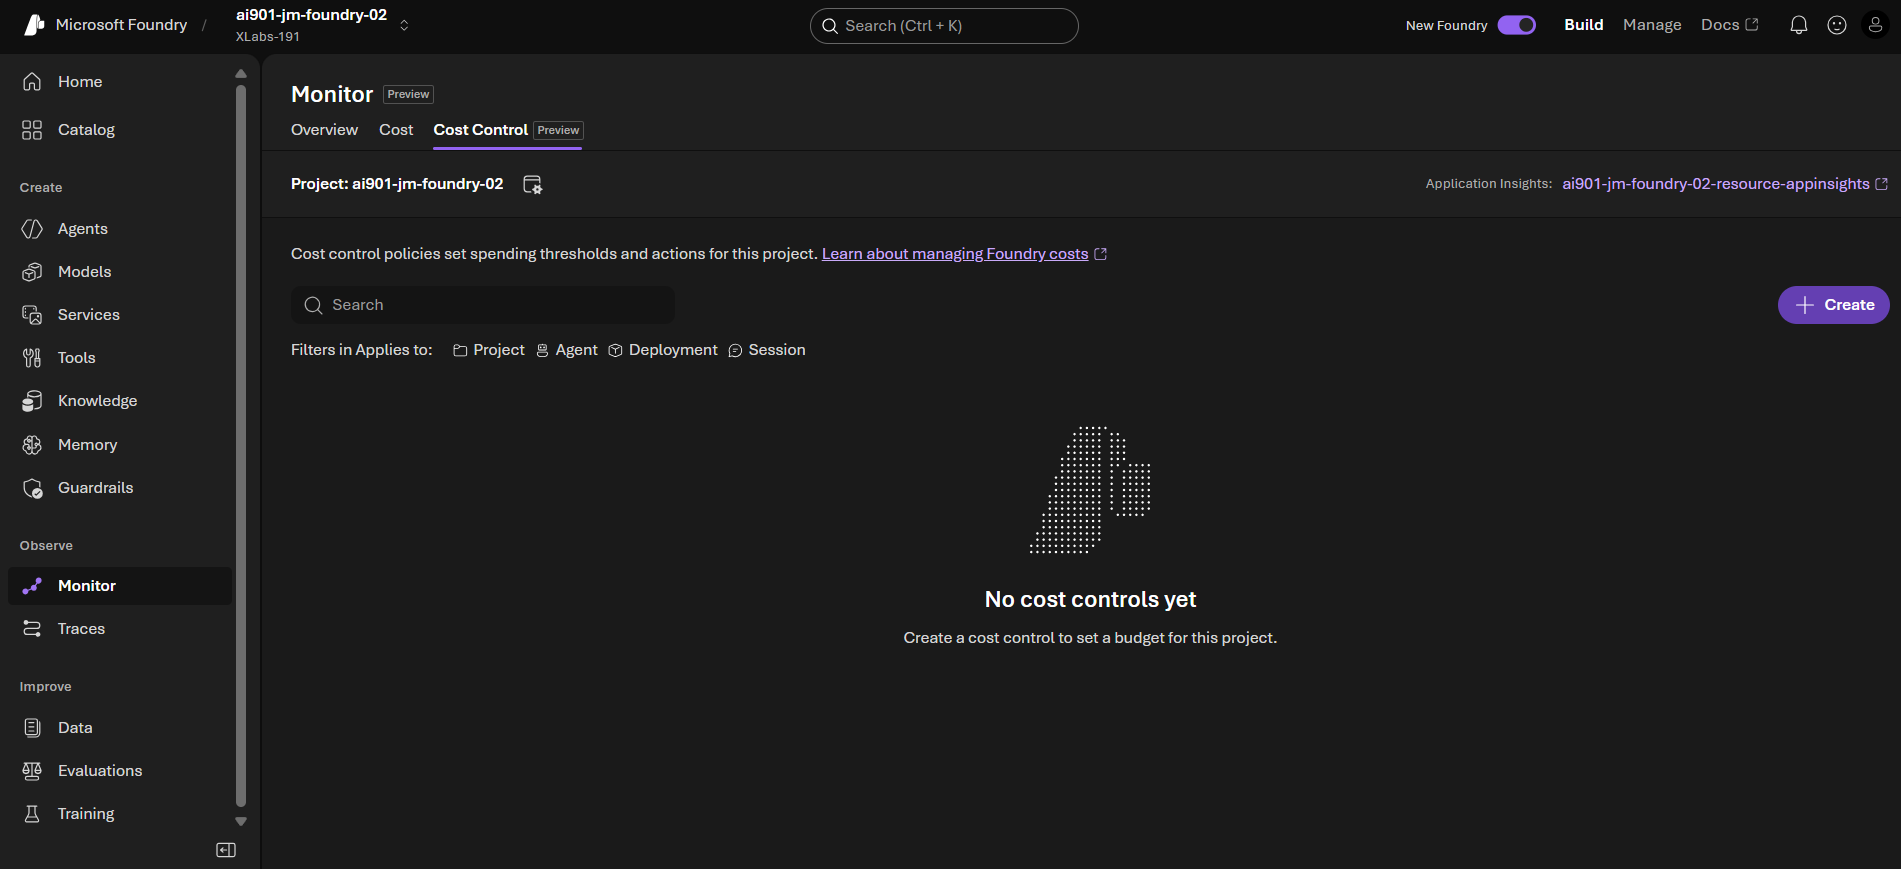 Microsoft Foundry / ai901-jm-foundry-02
XLabs-191
Search (Ctrl + K)
New Foundry
Build
Manage
Docs
Home
Catalog
Create
Agents
Models
Services
Tools
Knowledge
Memory
Guardrails
Observe
Monitor
Traces
Improve
Data
Evaluations
Training
Monitor Preview
Overview Cost Cost Control Preview
Project: ai901-jm-foundry-02
Application Insights: ai901-jm-foundry-02-resource-appinsights
Cost control policies set spending thresholds and actions for this project. Learn about managing Foundry costs
Search
Create
Filters in Applies to: Project Agent Deployment Session
No cost controls yet
Create a cost control to set a budget for this project.